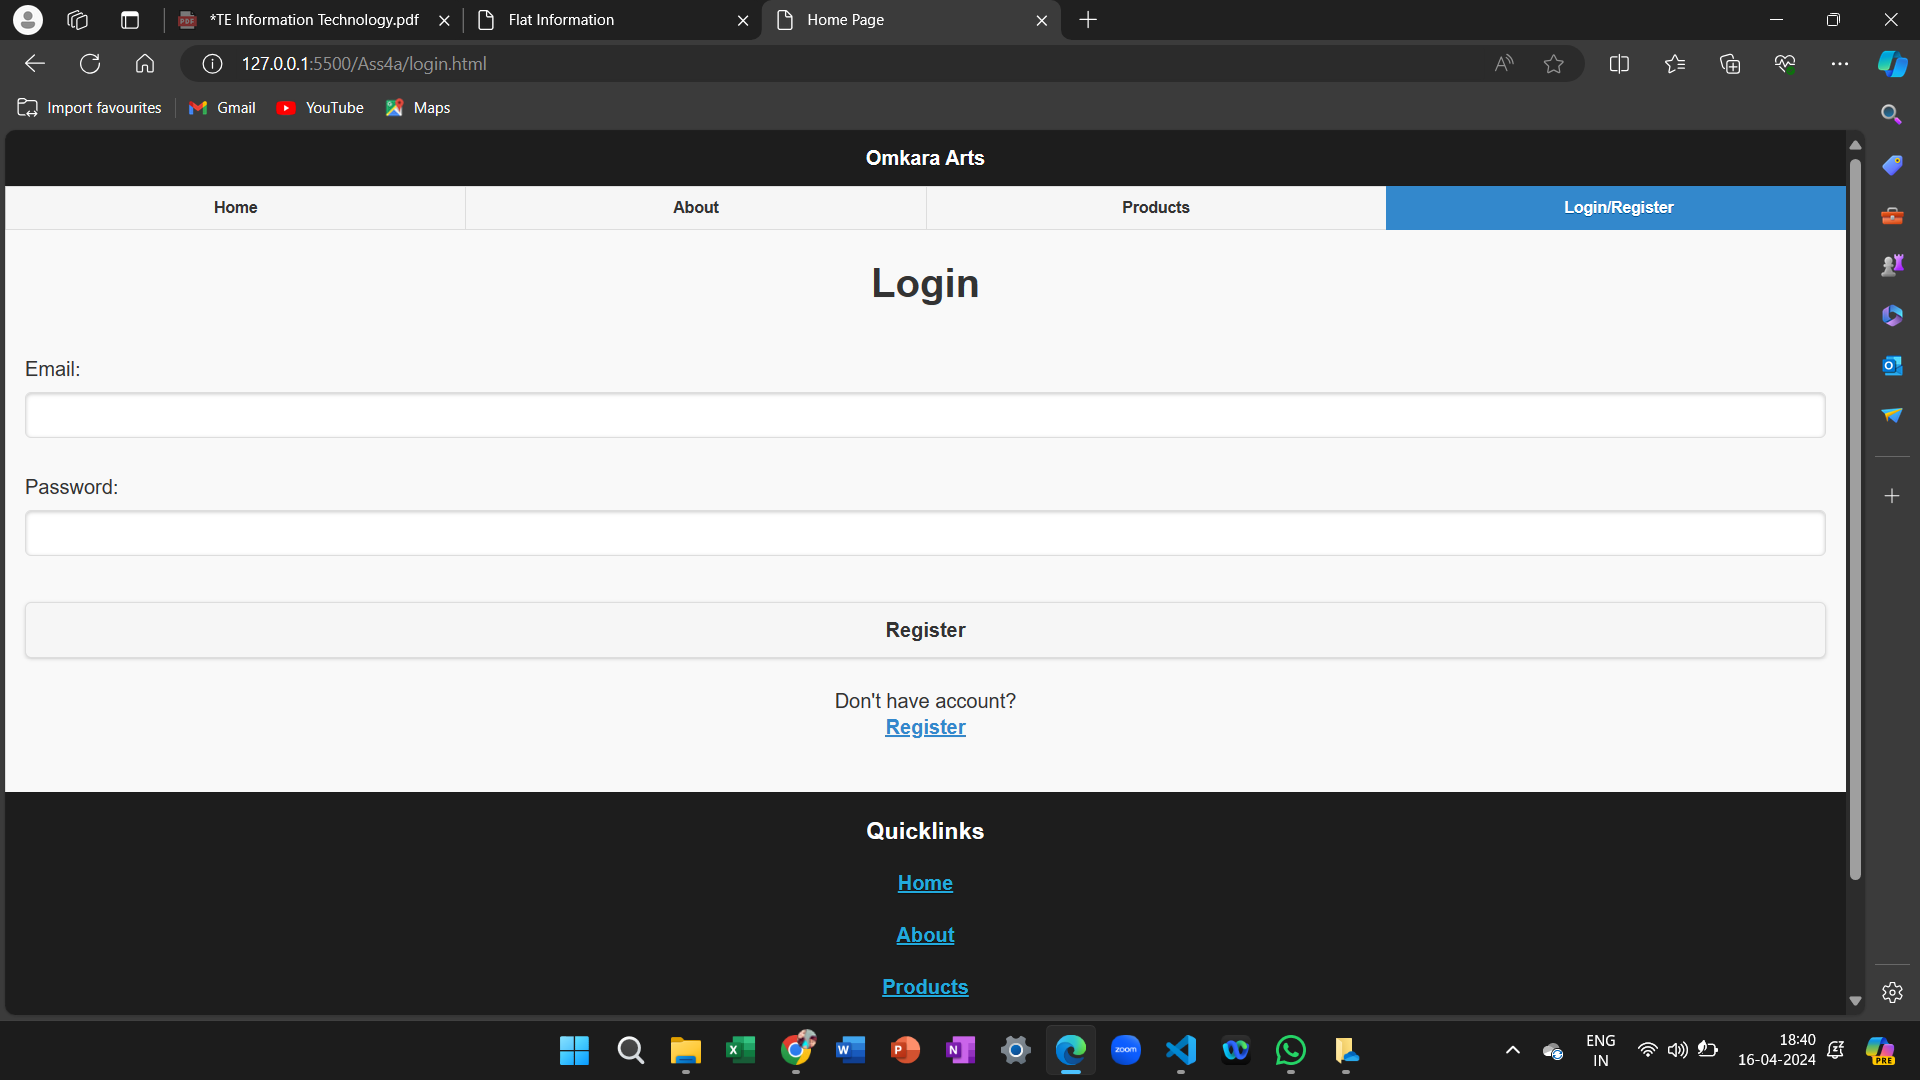 *TE Information Technology.pdf
Flat Information
Home Page
127.0.0.1:5500/Ass4a/login.html
Import favourites
Gmail
YouTube
Maps
Omkara Arts
Home
About
Products
Login/Register
Login
Email:
Password:
Register
Don't have account?
Register
Quicklinks
Home
About
Products
zoom
ENG
IN
18:40
16-04-2024
PRE